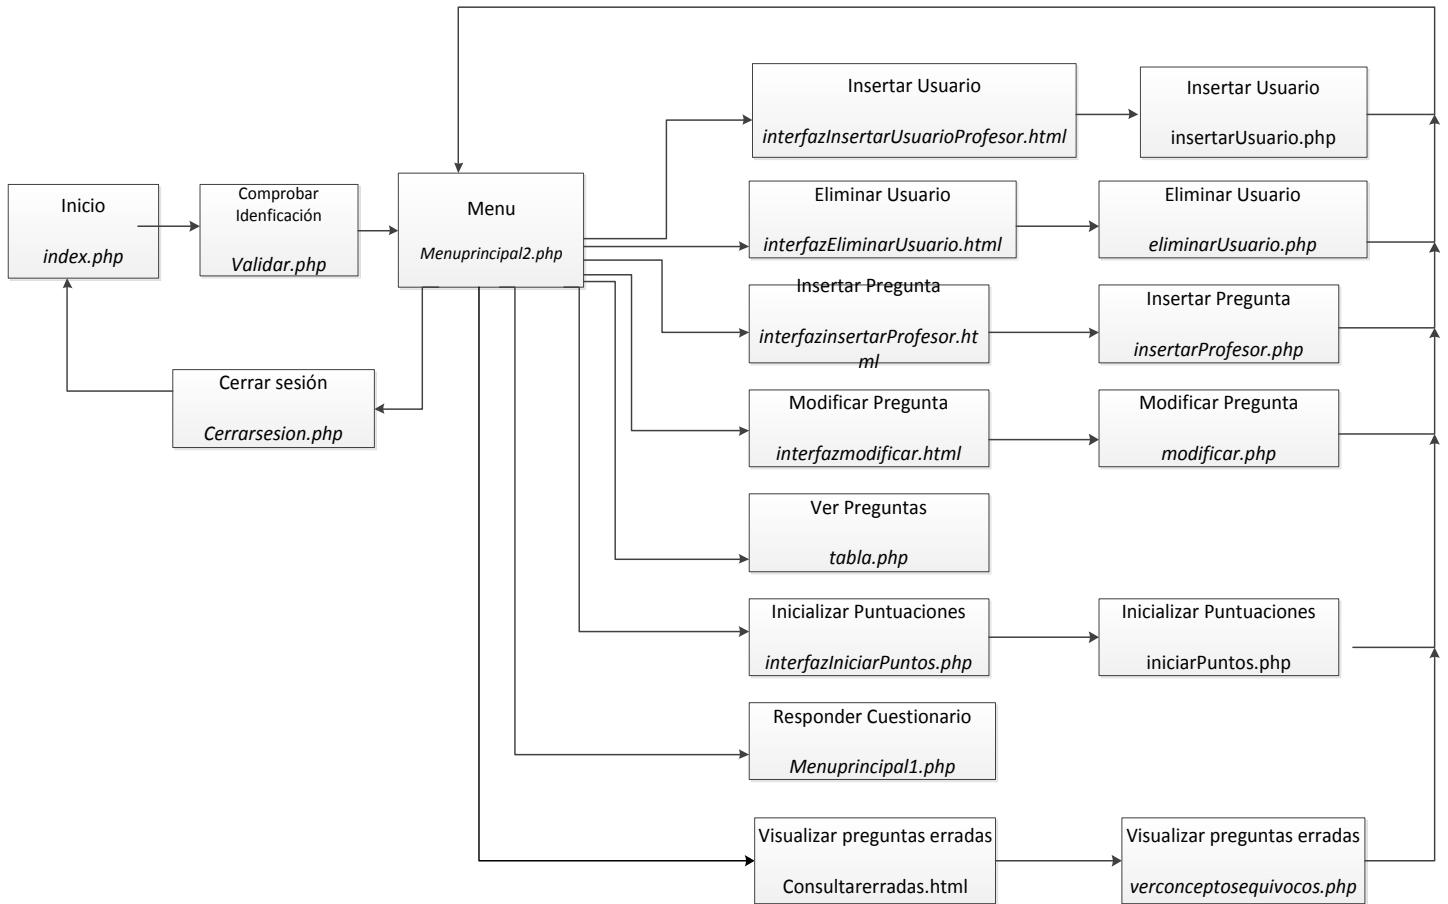 Insertar Usuario
interfazInsertarUsuarioProfesor.html
Insertar Usuario
insertarUsuario.php
Inicio
index.php
Comprobar
Idenficación
Validar.php
Menu
Menuprincipal2.php
Eliminar Usuario
interfazEliminarUsuario.html
Eliminar Usuario
eliminarUsuario.php
Insertar Pregunta
interfazinsertarProfesor.ht
ml
Insertar Pregunta
insertarProfesor.php
Cerrar sesión
Cerrarsesion.php
Modificar Pregunta
interfazmodificar.html
Modificar Pregunta
modificar.php
Ver Preguntas
tabla.php
Inicializar Puntuaciones
interfazIniciarPuntos.php
Inicializar Puntuaciones
iniciarPuntos.php
Responder Cuestionario
Menuprincipal1.php
Visualizar preguntas erradas
Consultarerradas.html
Visualizar preguntas erradas
verconceptosequivocos.php